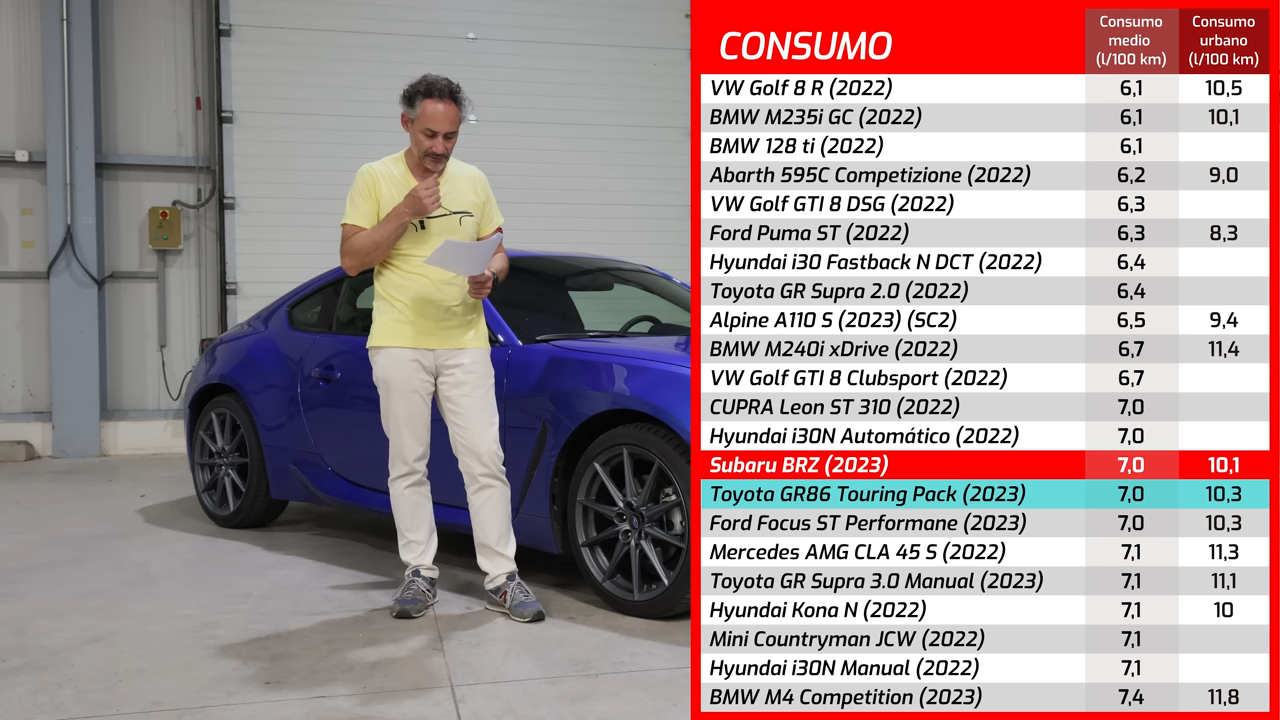 CONSUMO
Consumo medio (l/100 km)
Consumo urbano (l/100 km)
VW Golf 8 R (2022) 6,1 10,5
BMW M235i GC (2022) 6,1 10,1
BMW 128 ti (2022) 6,1
Abarth 595C Competizione (2022) 6,2 9,0
VW Golf GTI 8 DSG (2022) 6,3
Ford Puma ST (2022) 6,3 8,3
Hyundai i30 Fastback N DCT (2022) 6,4
Toyota GR Supra 2.0 (2022) 6,4
Alpine A110 S (2023) (SC2) 6,5 9,4
BMW M240i xDrive (2022) 6,7 11,4
VW Golf GTI 8 Clubsport (2022) 6,7
CUPRA Leon ST 310 (2022) 7,0
Hyundai i30N Automático (2022) 7,0
Subaru BRZ (2023) 7,0 10,1
Toyota GR86 Touring Pack (2023) 7,0 10,3
Ford Focus ST Performane (2023) 7,0 10,3
Mercedes AMG CLA 45 S (2022) 7,1 11,3
Toyota GR Supra 3.0 Manual (2023) 7,1 11,1
Hyundai Kona N (2022) 7,1 10
Mini Countryman JCW (2022) 7,1
Hyundai i30N Manual (2022) 7,1
BMW M4 Competition (2023) 7,4 11,8